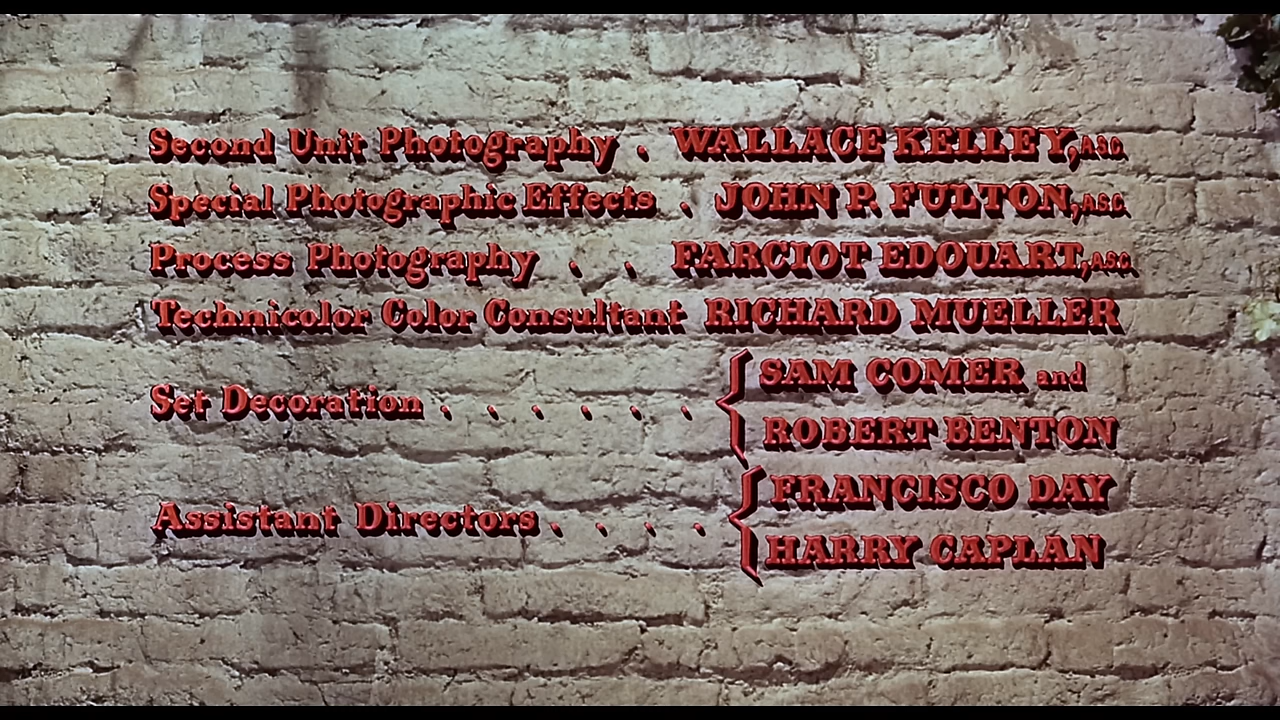 Second Unit Photography . WALLACE KELLEY, A.S.C.
Special Photographic Effects . JOHN P. FULTON, A.S.C.
Process Photography . . FARCIOT EDOUART, A.S.C.
Technicolor Color Consultant RICHARD MUELLER
Set Decoration . . . . . . { SAM COMER and
ROBERT BENTON
Assistant Directors . . . . { FRANCISCO DAY
HARRY CAPLAN